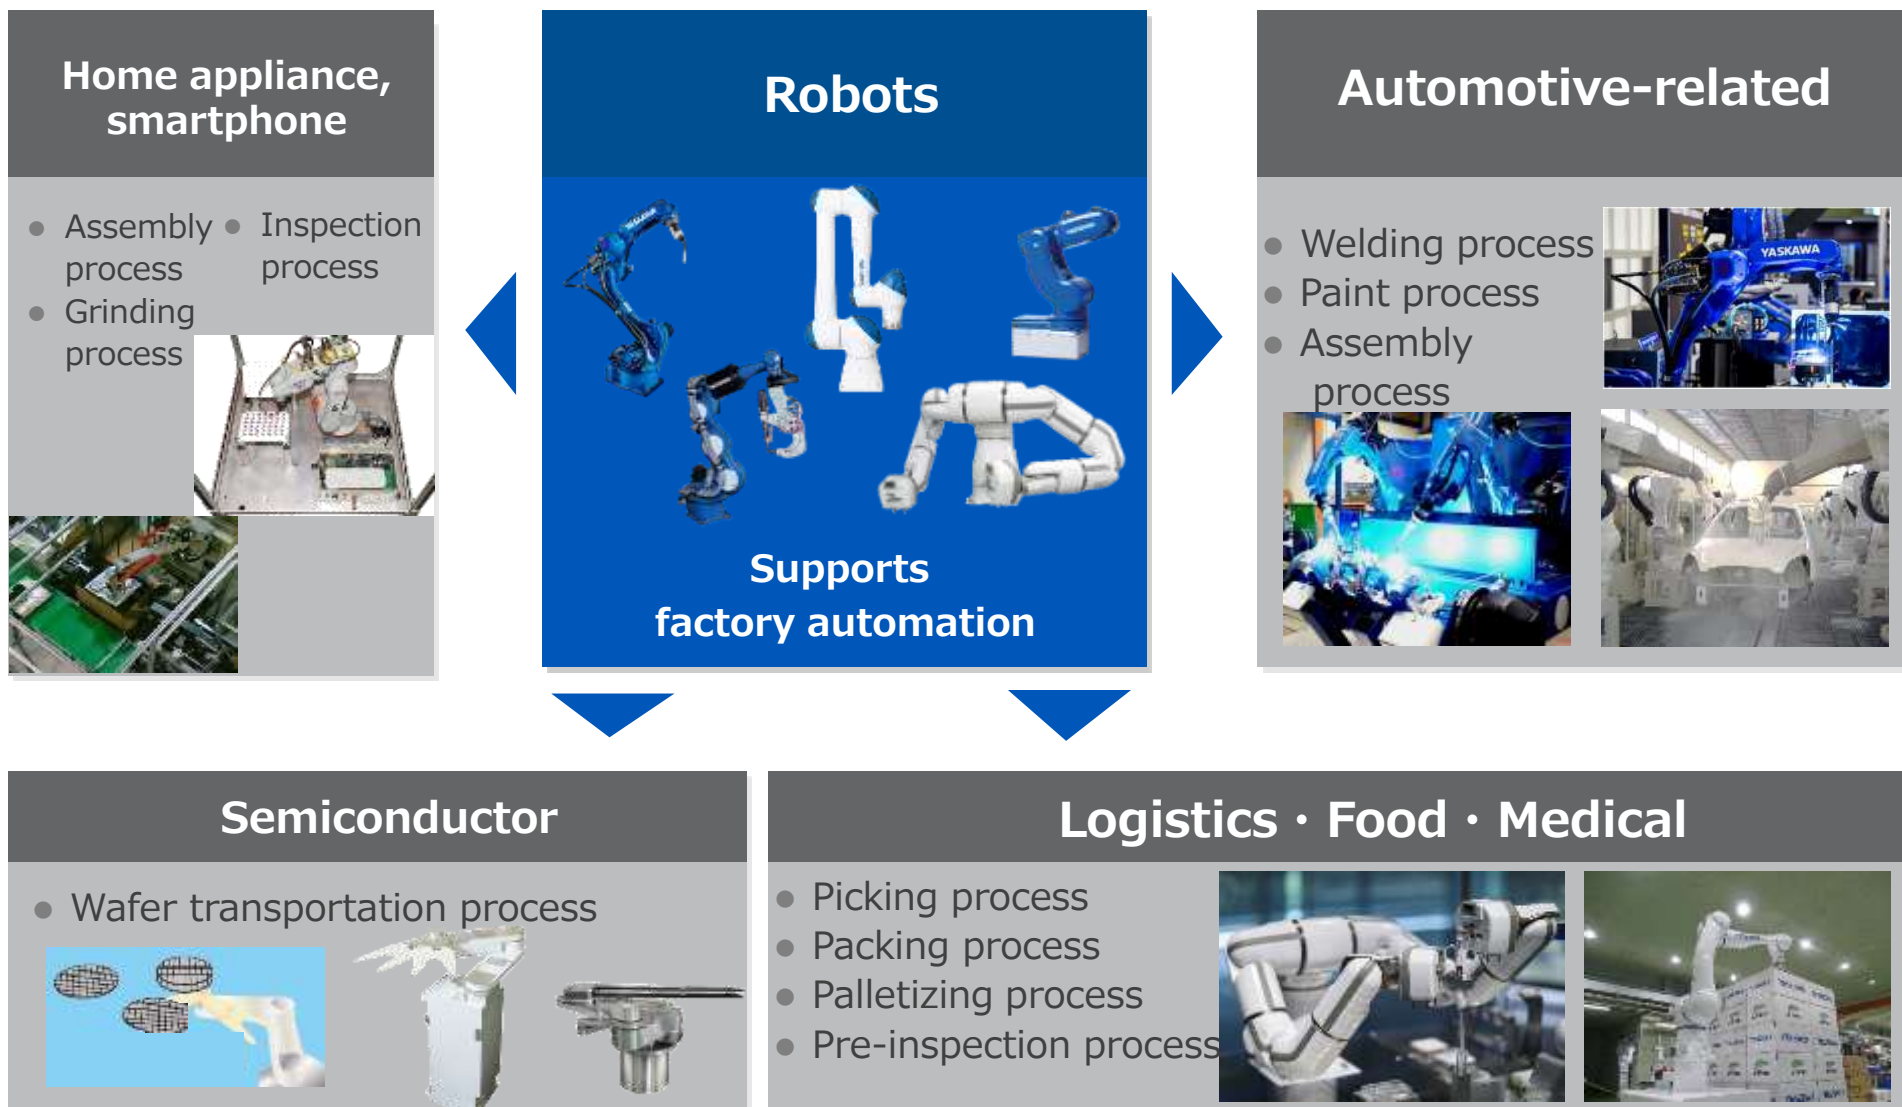 Home appliance,
smartphone
● Assembly
process
● Grinding
process
● Inspection
process
Robots
Supports
factory automation
Automotive-related
● Welding process
● Paint process
● Assembly
process
YASKAWA
Semiconductor
● Wafer transportation process
Logistics・Food・Medical
● Picking process
● Packing process
● Palletizing process
● Pre-inspection process